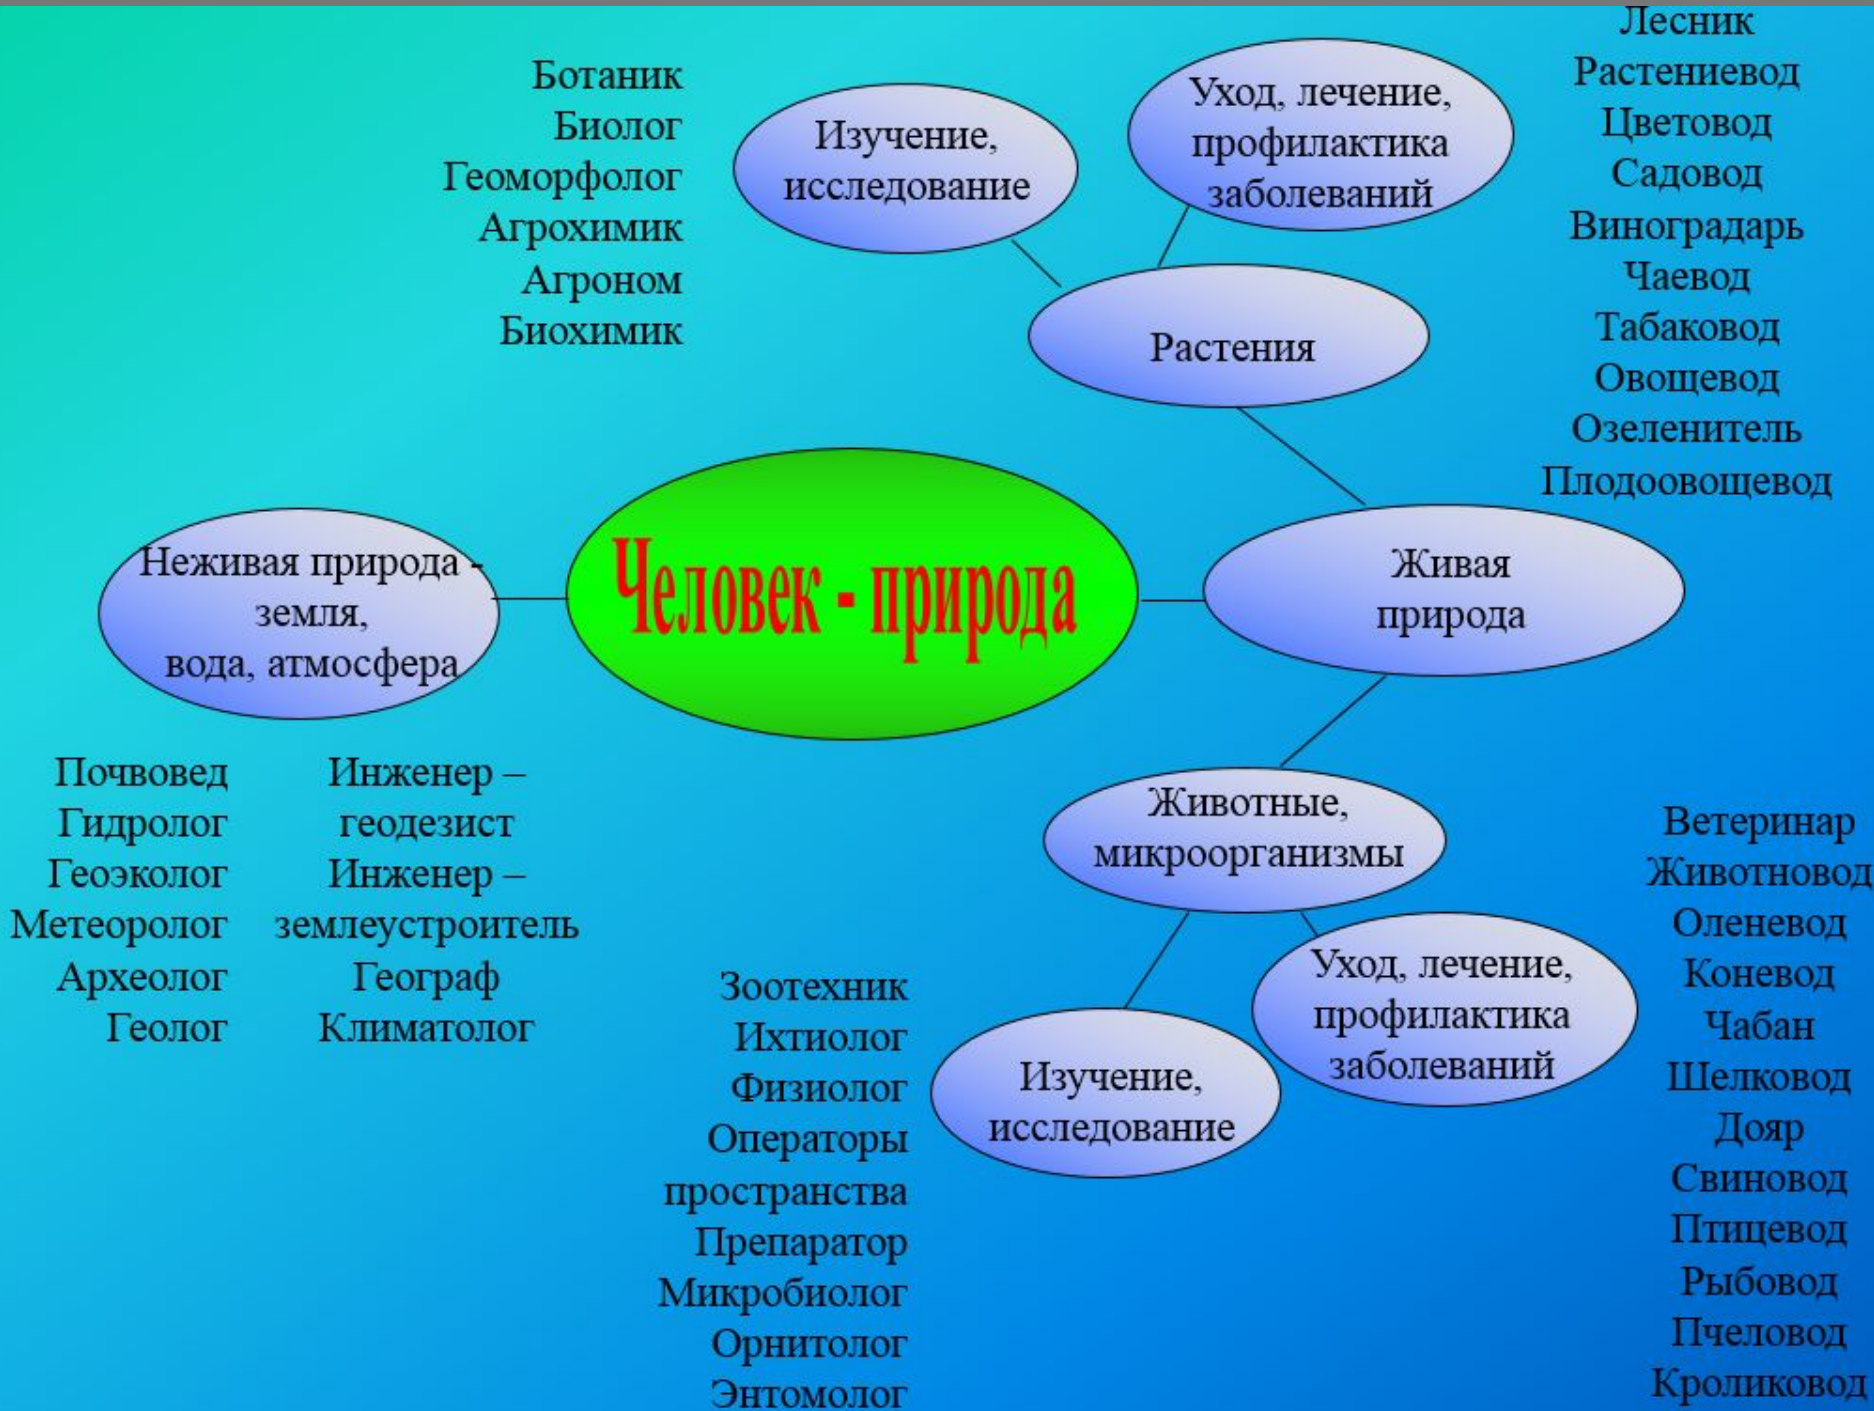 Ботаник
Биолог
Геоморфолог
Агрохимик
Агроном
Биохимик
Изучение,
исследование
Уход, лечение,
профилактика
заболеваний
Лесник
Растениевод
Цветовод
Садовод
Виноградарь
Чаевод
Табаковод
Овощевод
Озеленитель
Плодоовощевод
Растения
Неживая природа -
земля,
вода, атмосфера
Человек - природа
Живая
природа
Почвовед
Гидролог
Геоэколог
Метеоролог
Археолог
Геолог
Инженер –
геодезист
Инженер –
землеустроитель
Географ
Климатолог
Животные,
микроорганизмы
Зоотехник
Ихтиолог
Физиолог
Операторы
пространства
Препаратор
Микробиолог
Орнитолог
Энтомолог
Изучение,
исследование
Уход, лечение,
профилактика
заболеваний
Ветеринар
Животновод
Оленевод
Коневод
Чабан
Шелковод
Дояр
Свиновод
Птицевод
Рыбовод
Пчеловод
Кроликовод